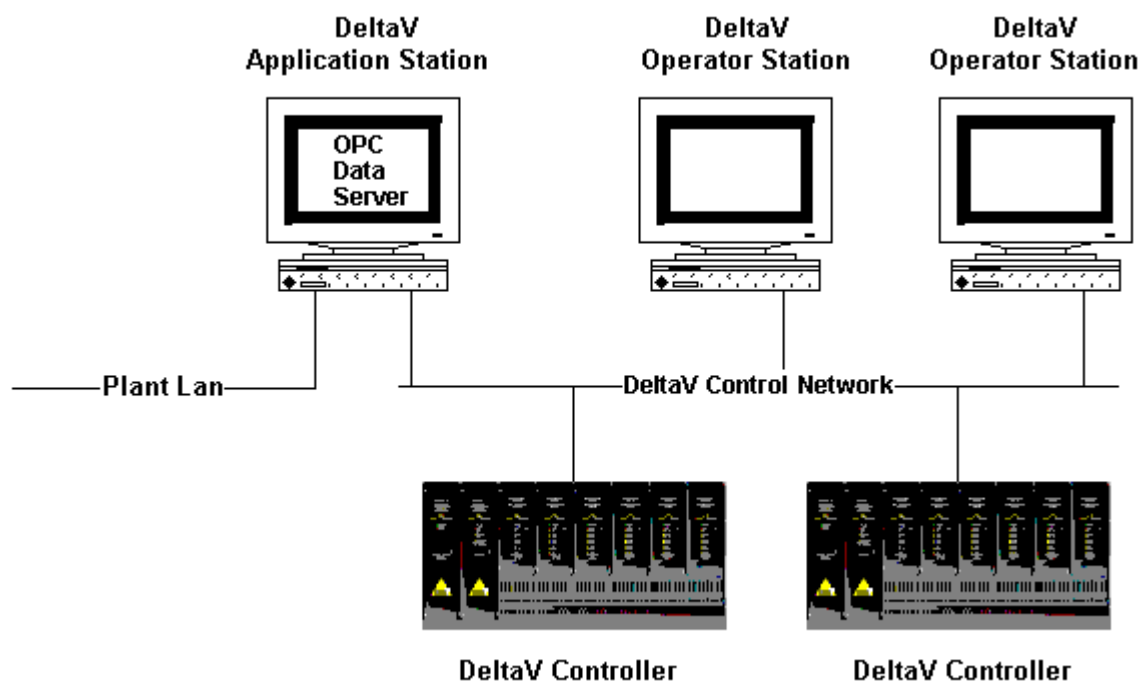 DeltaV
Application Station
DeltaV
Operator Station
DeltaV
Operator Station
OPC
Data
Server
Plant Lan
DeltaV Control Network
DeltaV Controller
DeltaV Controller